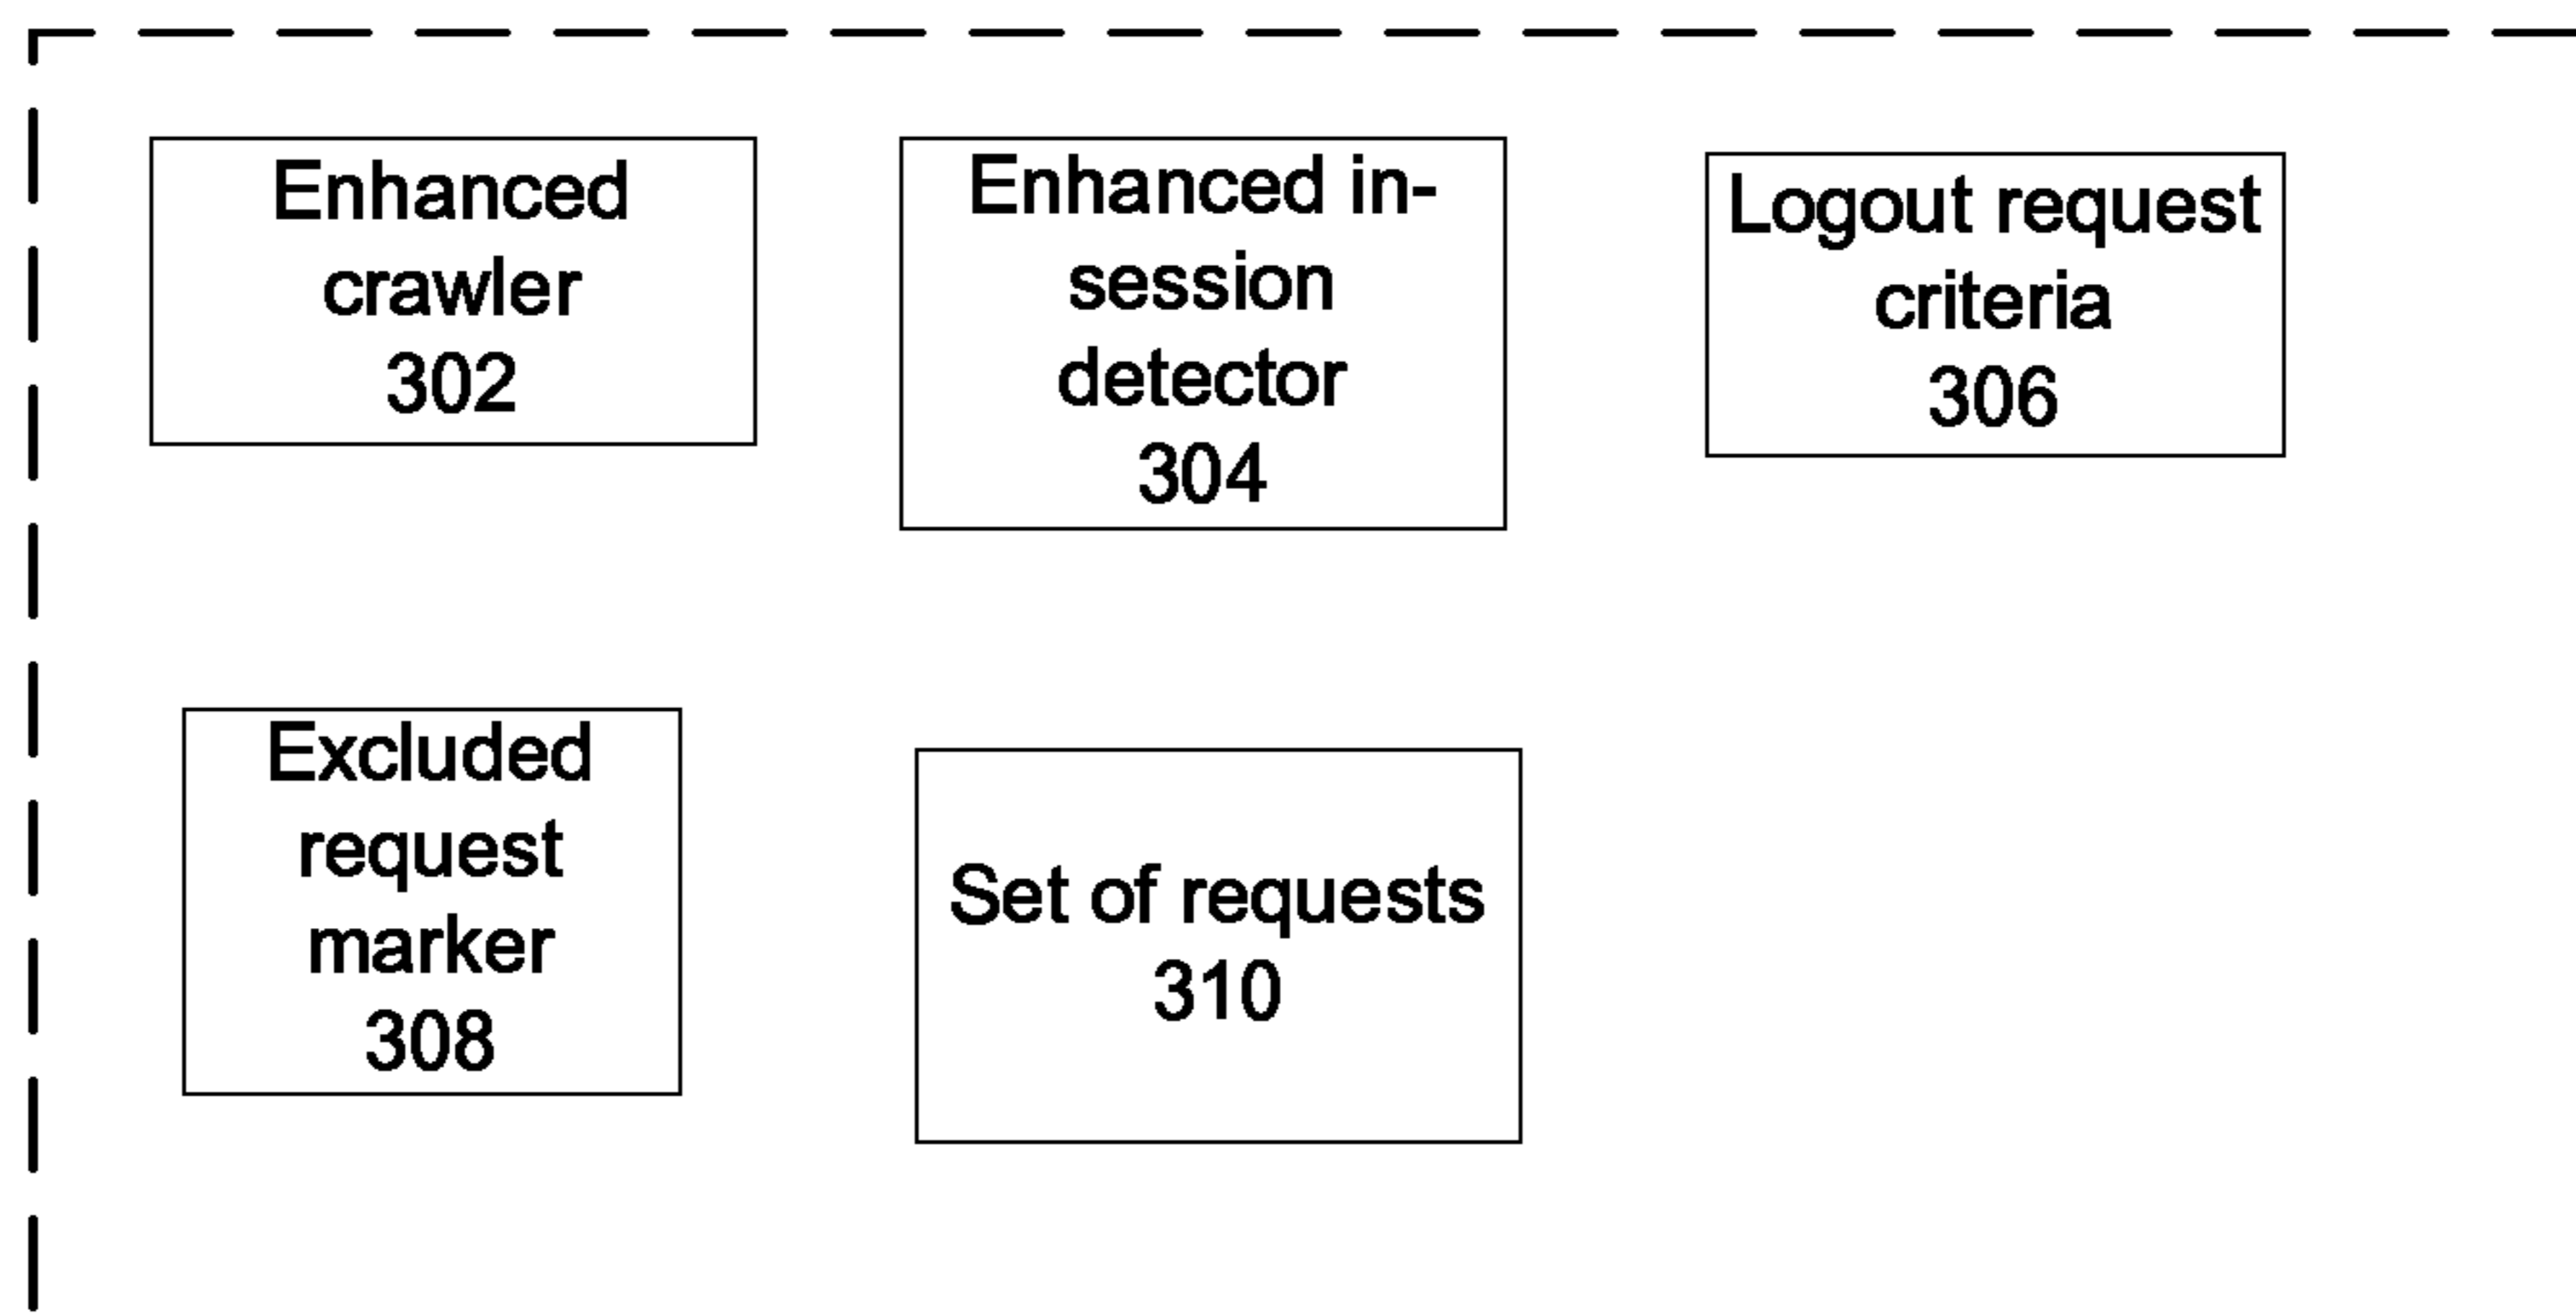 Enhanced
crawler
302
Enhanced in-
session
detector
304
Logout request
criteria
306
Excluded
request
marker
308
Set of requests
310